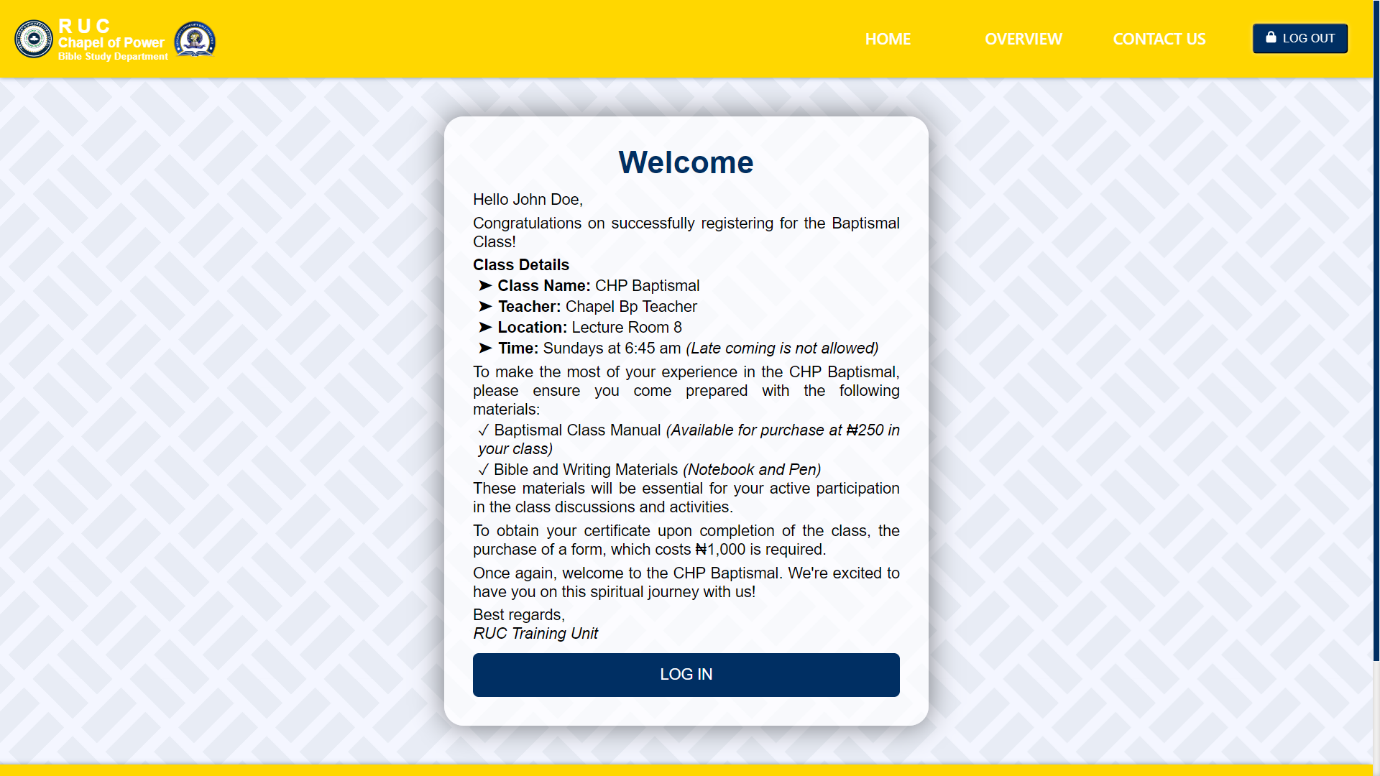 R U C
Chapel of Power
Bible Study Department
HOME
OVERVIEW
CONTACT US
LOG OUT
Welcome
Hello John Doe,
Congratulations on successfully registering for the Baptismal
Class!
Class Details
➤ Class Name: CHP Baptismal
➤ Teacher: Chapel Bp Teacher
➤ Location: Lecture Room 8
➤ Time: Sundays at 6:45 am (Late coming is not allowed)
To make the most of your experience in the CHP Baptismal,
please ensure you come prepared with the following
materials:
✓ Baptismal Class Manual (Available for purchase at ₦250 in
your class)
✓ Bible and Writing Materials (Notebook and Pen)
These materials will be essential for your active participation
in the class discussions and activities.
To obtain your certificate upon completion of the class, the
purchase of a form, which costs ₦1,000 is required.
Once again, welcome to the CHP Baptismal. We're excited to
have you on this spiritual journey with us!
Best regards,
RUC Training Unit
LOG IN